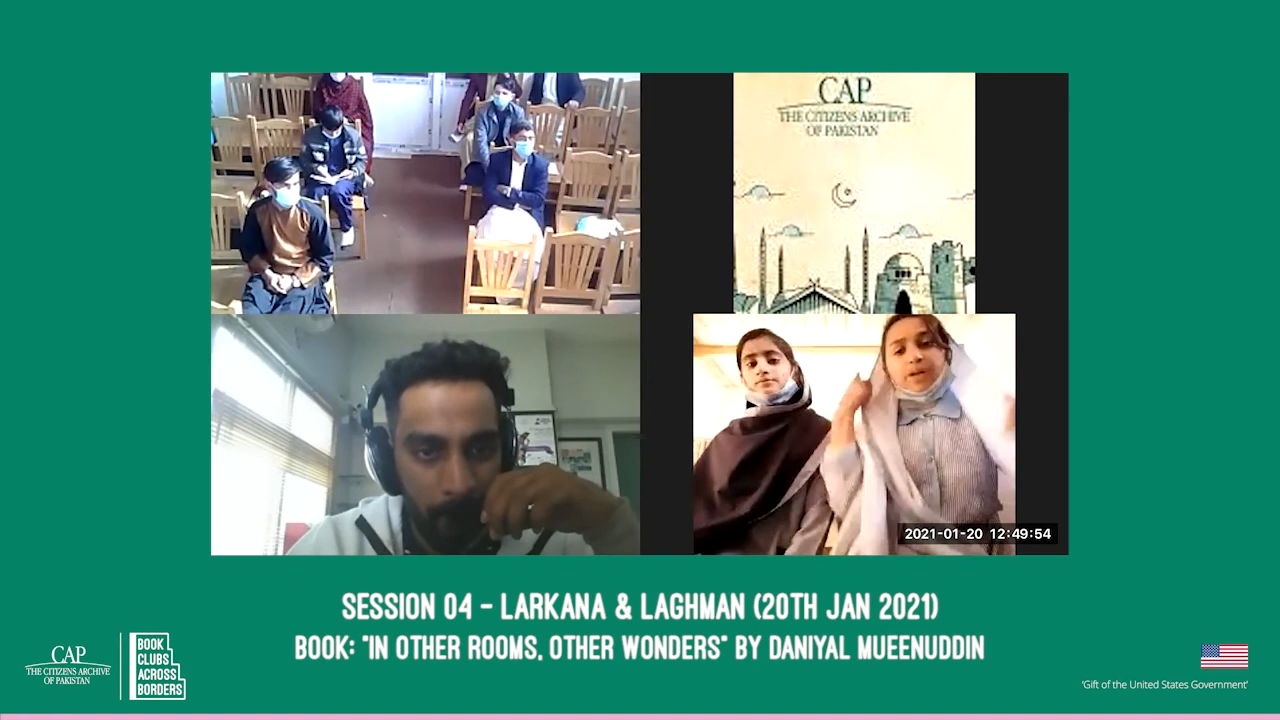 CAP
THE CITIZENS ARCHIVE
OF PAKISTAN
2021-01-20 12:49:54
SESSION 04 - LARKANA & LAGHMAN (20TH JAN 2021)
BOOK: "IN OTHER ROOMS, OTHER WONDERS" BY DANIYAL MUEENUDDIN
CAP
THE CITIZENS ARCHIVE
OF PAKISTAN
BOOK
CLUBS
ACROSS
BORDERS
'Gift of the United States Government'